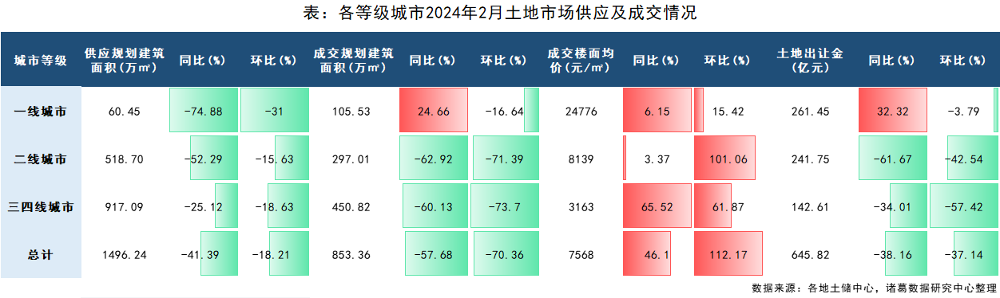 表：各等级城市2024年2月土地市场供应及成交情况
城市等级 供应规划建筑面积(万㎡) 同比(%) 环比(%) 成交规划建筑面积(万㎡) 同比(%) 环比(%) 成交楼面均价(元/㎡) 同比(%) 环比(%) 土地出让金(亿元) 同比(%) 环比(%)
一线城市 60.45 -74.88 -31 105.53 24.66 -16.64 24776 6.15 15.42 261.45 32.32 -3.79
二线城市 518.70 -52.29 -15.63 297.01 -62.92 -71.39 8139 3.37 101.06 241.75 -61.67 -42.54
三四线城市 917.09 -25.12 -18.63 450.82 -60.13 -73.7 3163 65.52 61.87 142.61 -34.01 -57.42
总计 1496.24 -41.39 -18.21 853.36 -57.68 -70.36 7568 46.1 112.17 645.82 -38.16 -37.14
数据来源：各地土储中心，诸葛数据研究中心整理